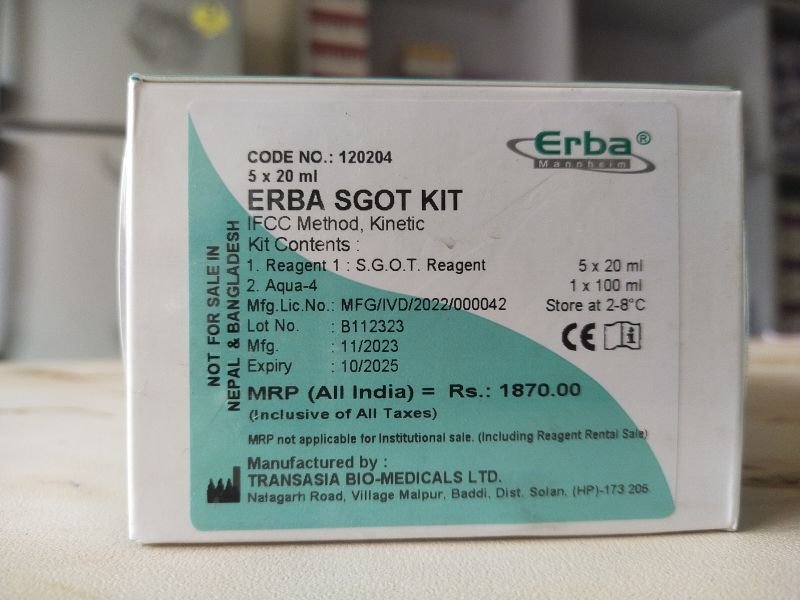 Erba®
Mannheim
CODE NO.: 120204
5 x 20 ml
ERBA SGOT KIT
IFCC Method, Kinetic
Kit Contents :
1. Reagent 1 : S.G.O.T. Reagent 5 x 20 ml
2. Aqua-4 1 x 100 ml
Mfg.Lic.No.: MFG/IVD/2022/000042 Store at 2-8°C
Lot No. : B112323
Mfg. : 11/2023
Expiry : 10/2025
CE
NOT FOR SALE IN
NEPAL & BANGLADESH
MRP (All India) = Rs.: 1870.00
(Inclusive of All Taxes)
MRP not applicable for Institutional sale. (Including Reagent Rental Sale)
Manufactured by :
TRANSASIA BIO-MEDICALS LTD.
Nalagarh Road, Village Malpur, Baddi, Dist. Solan. (HP)-173 205